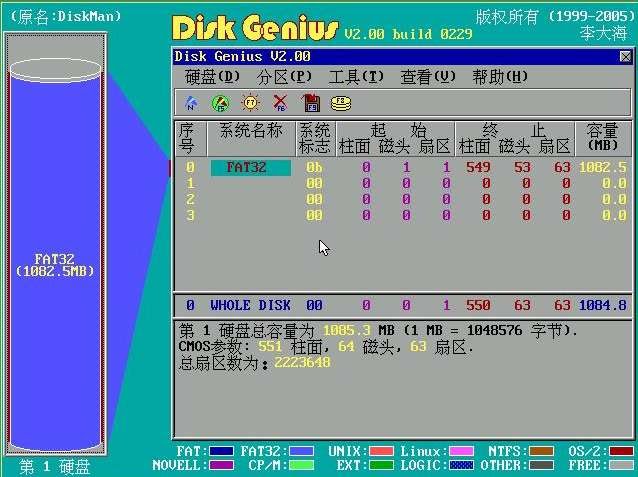 (原名:DiskMan)
Disk Genius V2.00 build 0229
版权所有 (1999-2005)
李大海
Disk Genius V2.00
硬盘(D) 分区(P) 工具(T) 查看(V) 帮助(H)
N F5 F7 F6 F9 F8
序号 系统名称 系统标志 起 始 终 止 容量(MB)
柱面 磁头 扇区 柱面 磁头 扇区
0 FAT32 0b 0 1 1 549 53 63 1082.5
1 00 0 0 0 0 0 0 0.0
2 00 0 0 0 0 0 0 0.0
3 00 0 0 0 0 0 0 0.0
FAT32
(1082.5MB)
0 WHOLE DISK 00 0 0 1 550 63 63 1084.8
第 1 硬盘总容量为 1085.3 MB (1 MB = 1048576 字节).
CMOS参数: 551 柱面, 64 磁头, 63 扇区.
总扇区数为: 2223648
第 1 硬盘
FAT: FAT32: UNIX: Linux: NTFS: OS/2:
NOVELL: CP/M: EXT: LOGIC: OTHER: FREE: